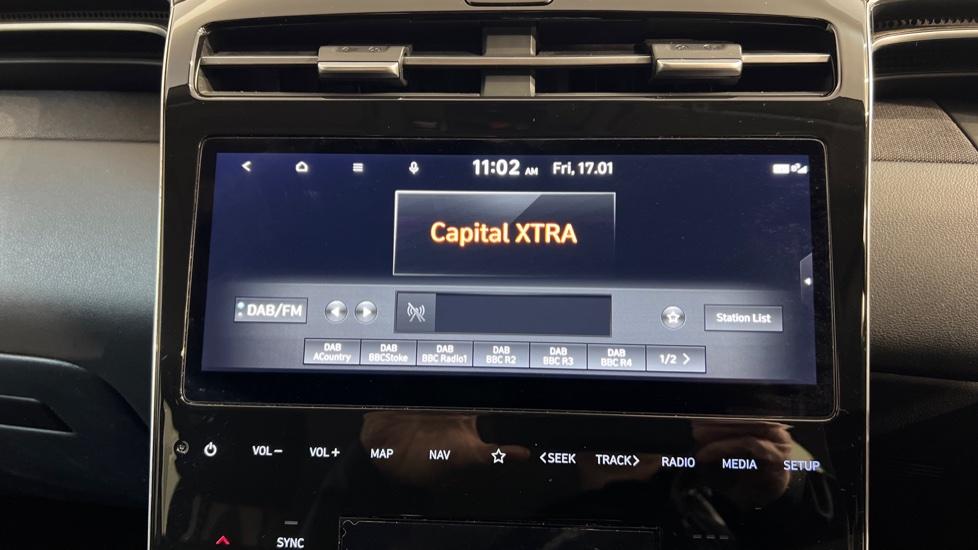 11:02 AM Fri, 17.01
Capital XTRA
DAB/FM
Station List
DAB ACountry
DAB BBCStoke
DAB BBC Radio1
DAB BBC R2
DAB BBC R3
DAB BBC R4
1/2 >
VOL− VOL+ MAP NAV <SEEK TRACK> RADIO MEDIA SETUP
SYNC